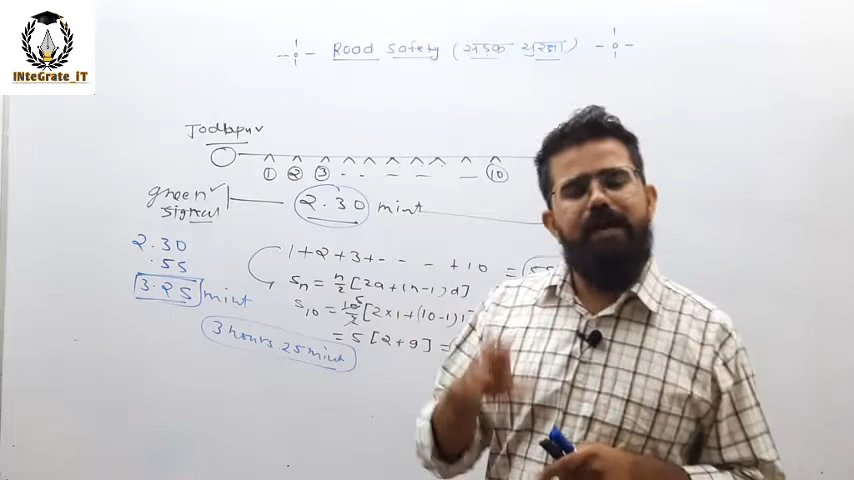 INteGrate_iT
Road Safety (सड़क सुरक्षा)
Jodhpur
1 2 3 10
green signal
2.30 mint
2.30
.55
3.25 mint
1+2+3+-- - - +10 = 55
Sn = n/2 [2a+(n-1)d]
S10 = 10/2 [2×1+(10-1)1
= 5 [2+9] =
3 hours 25 mint